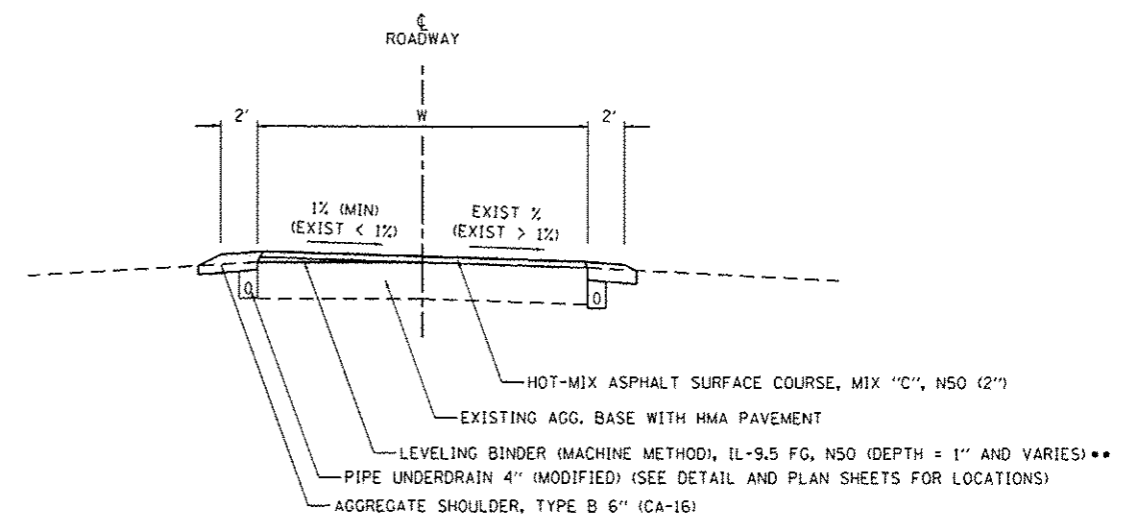 ℄
ROADWAY
2' W 2'
1% (MIN) EXIST %
(EXIST < 1%) (EXIST > 1%)
HOT-MIX ASPHALT SURFACE COURSE, MIX "C", N50 (2")
EXISTING AGG. BASE WITH HMA PAVEMENT
LEVELING BINDER (MACHINE METHOD), IL-9.5 FG, N50 (DEPTH = 1" AND VARIES) ••
PIPE UNDERDRAIN 4" (MODIFIED) (SEE DETAIL AND PLAN SHEETS FOR LOCATIONS)
AGGREGATE SHOULDER, TYPE B 6" (CA-16)